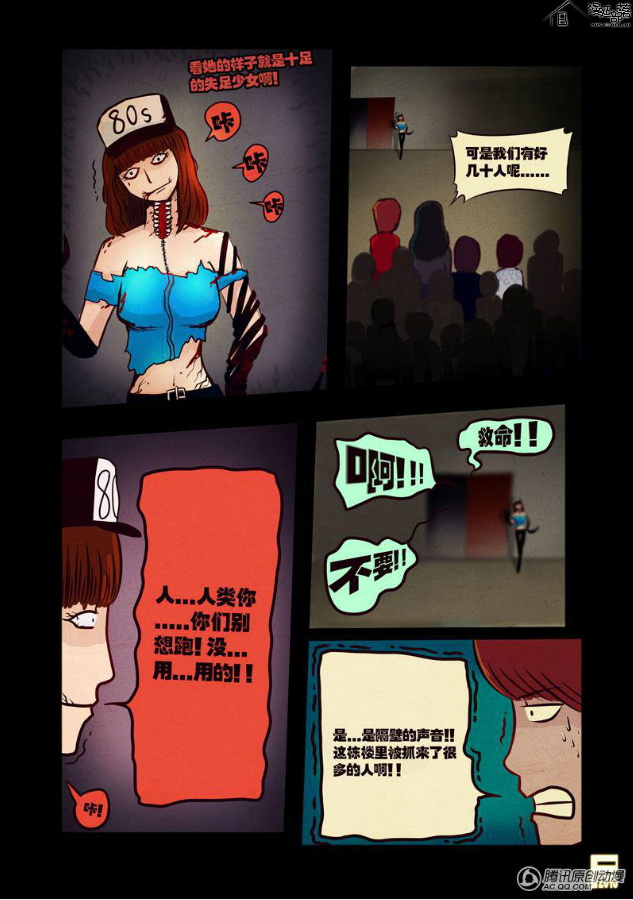 看她的样子就是十足
的失足少女啊!
80s
咔
咔
咔
可是我们有好
几十人呢......
80
人...人类你
.....你们别
想跑! 没...
用...用的!!
咔!
救命!!
啊!!!
不要!!
是...是隔壁的声音!!
这栋楼里被抓来了很
多的人啊!!
腾讯原创动漫
AC.QQ.COM